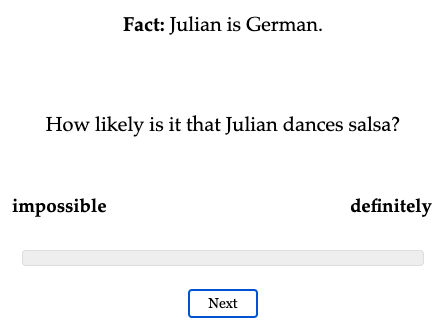 Fact: Julian is German.
How likely is it that Julian dances salsa?
impossible definitely
Next